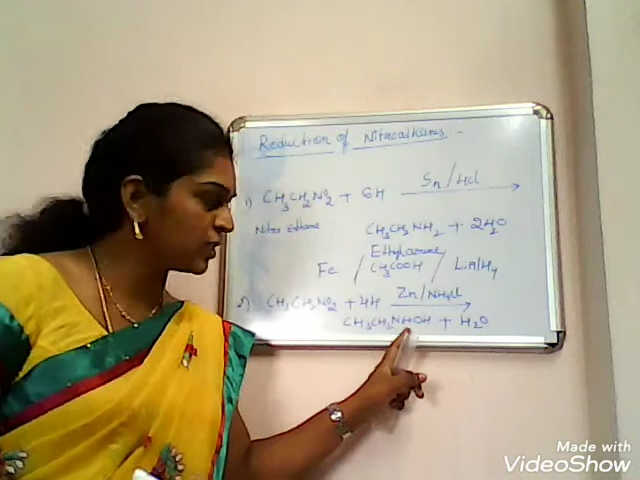 Reduction of Nitroalkanes -
1) CH3CH2NO2 + 6H Sn/Hcl
Nitro ethane CH3CH2NH2 + 2H2O
Ethylamine
Fe / CH3COOH / LiAlH4
2) CH3CH2NO2 + 4H Zn/NH4Cl
CH3CH2NHOH + H2O
Made with
VideoShow